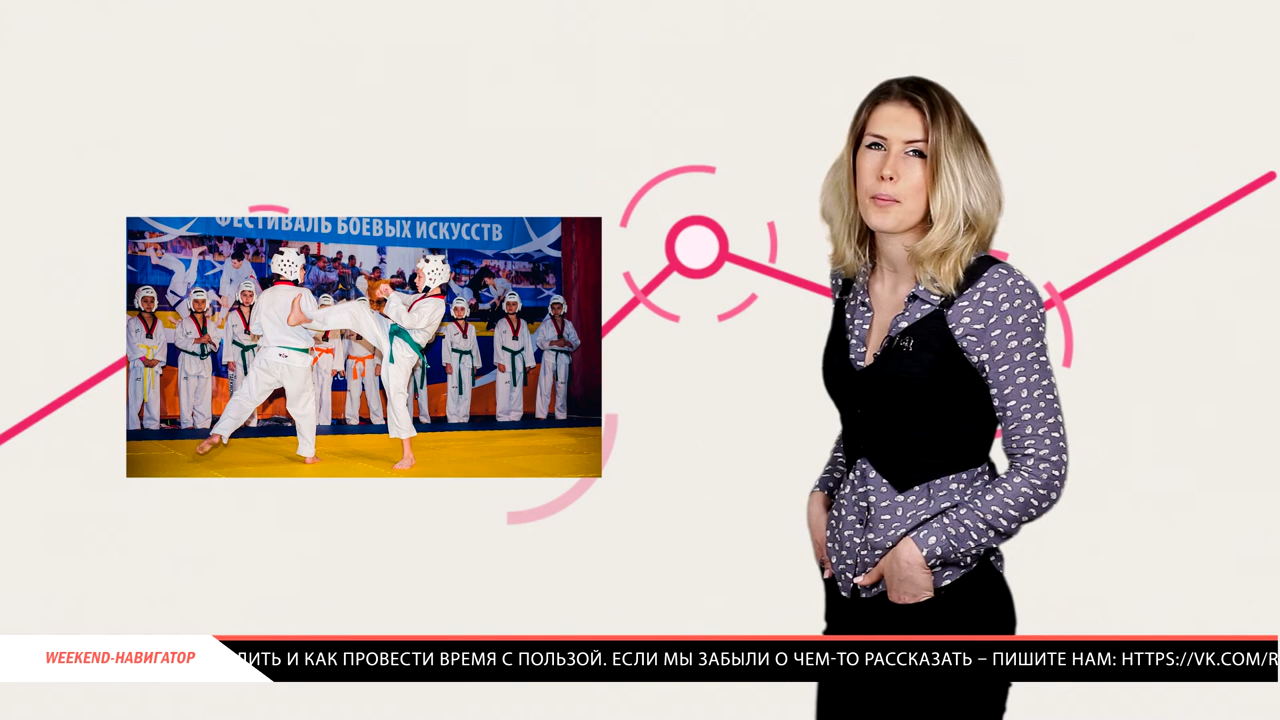 ФЕСТИВАЛЬ БОЕВЫХ ИСКУССТВ
WEEKEND-НАВИГАТОР
ДИТЬ И КАК ПРОВЕСТИ ВРЕМЯ С ПОЛЬЗОЙ. ЕСЛИ МЫ ЗАБЫЛИ О ЧЕМ-ТО РАССКАЗАТЬ – ПИШИТЕ НАМ: HTTPS://VK.COM/R